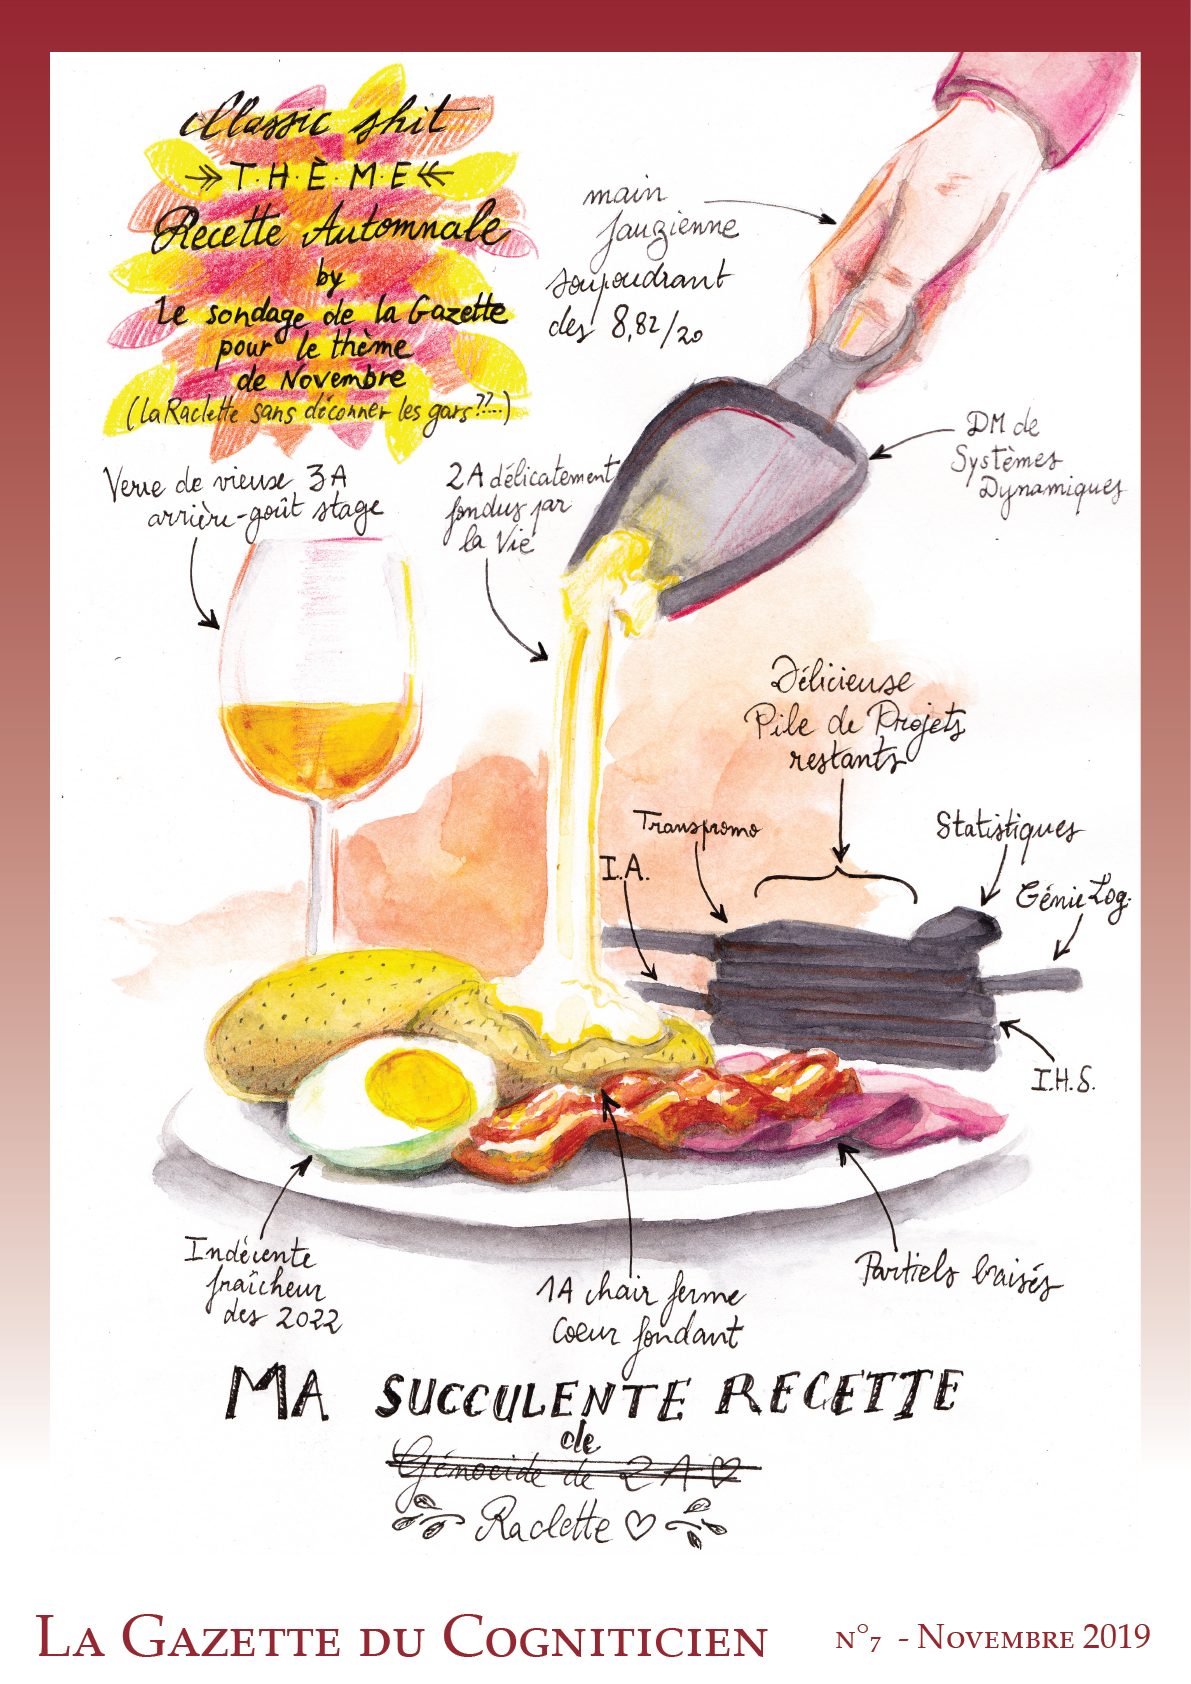 Classic shit
T.H.È.M.E
Recette Automnale
by
Le sondage de la Gazette
pour le thème
de Novembre
(La Raclette sans déconner les gars??...)
main
fauzienne
soupoudrant
des 8,82/20
DM de
Systèmes
Dynamiques
Verre de vieux 3A
arrière-goût stage
2A délicatement
fondus par
la Vie
Délicieuse
Pile de Projets
restants
Transpromo
I.A.
Statistiques
Génie Log.
I.H.S.
Indécente
fraîcheur
des 2022
1A chair ferme
Coeur fondant
Partiels braisés
MA SUCCULENTE RECETTE
de
Génocide de 2A
Raclette
LA GAZETTE DU COGNITICIEN
N°7 - NOVEMBRE 2019